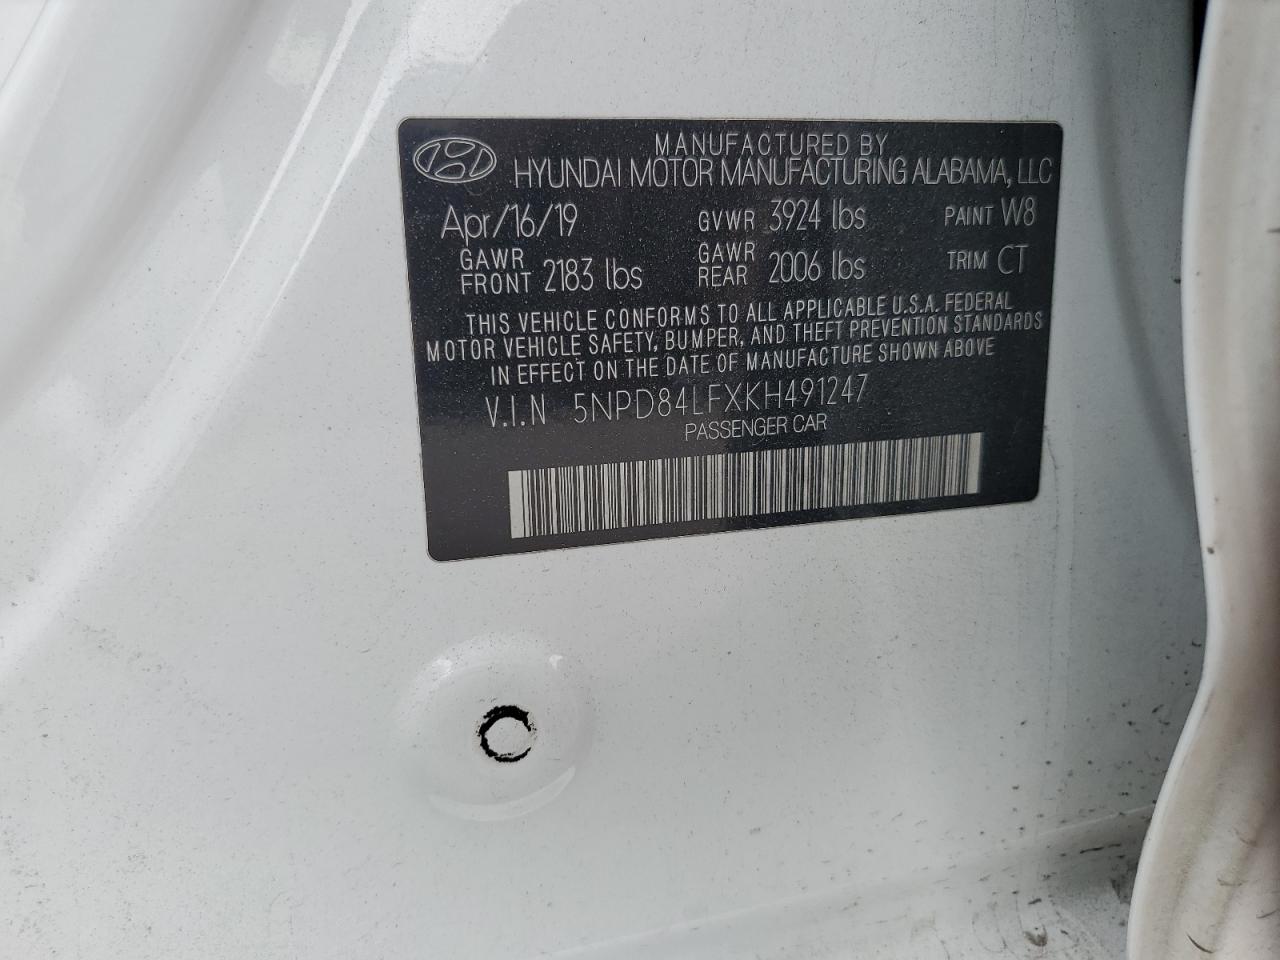 MANUFACTURED BY
HYUNDAI MOTOR MANUFACTURING ALABAMA, LLC
Apr/16/19 GVWR 3924 lbs PAINT W8
GAWR FRONT 2183 lbs GAWR REAR 2006 lbs TRIM CT
THIS VEHICLE CONFORMS TO ALL APPLICABLE U.S.A. FEDERAL
MOTOR VEHICLE SAFETY, BUMPER, AND THEFT PREVENTION STANDARDS
IN EFFECT ON THE DATE OF MANUFACTURE SHOWN ABOVE
V.I.N 5NPD84LFXKH491247
PASSENGER CAR